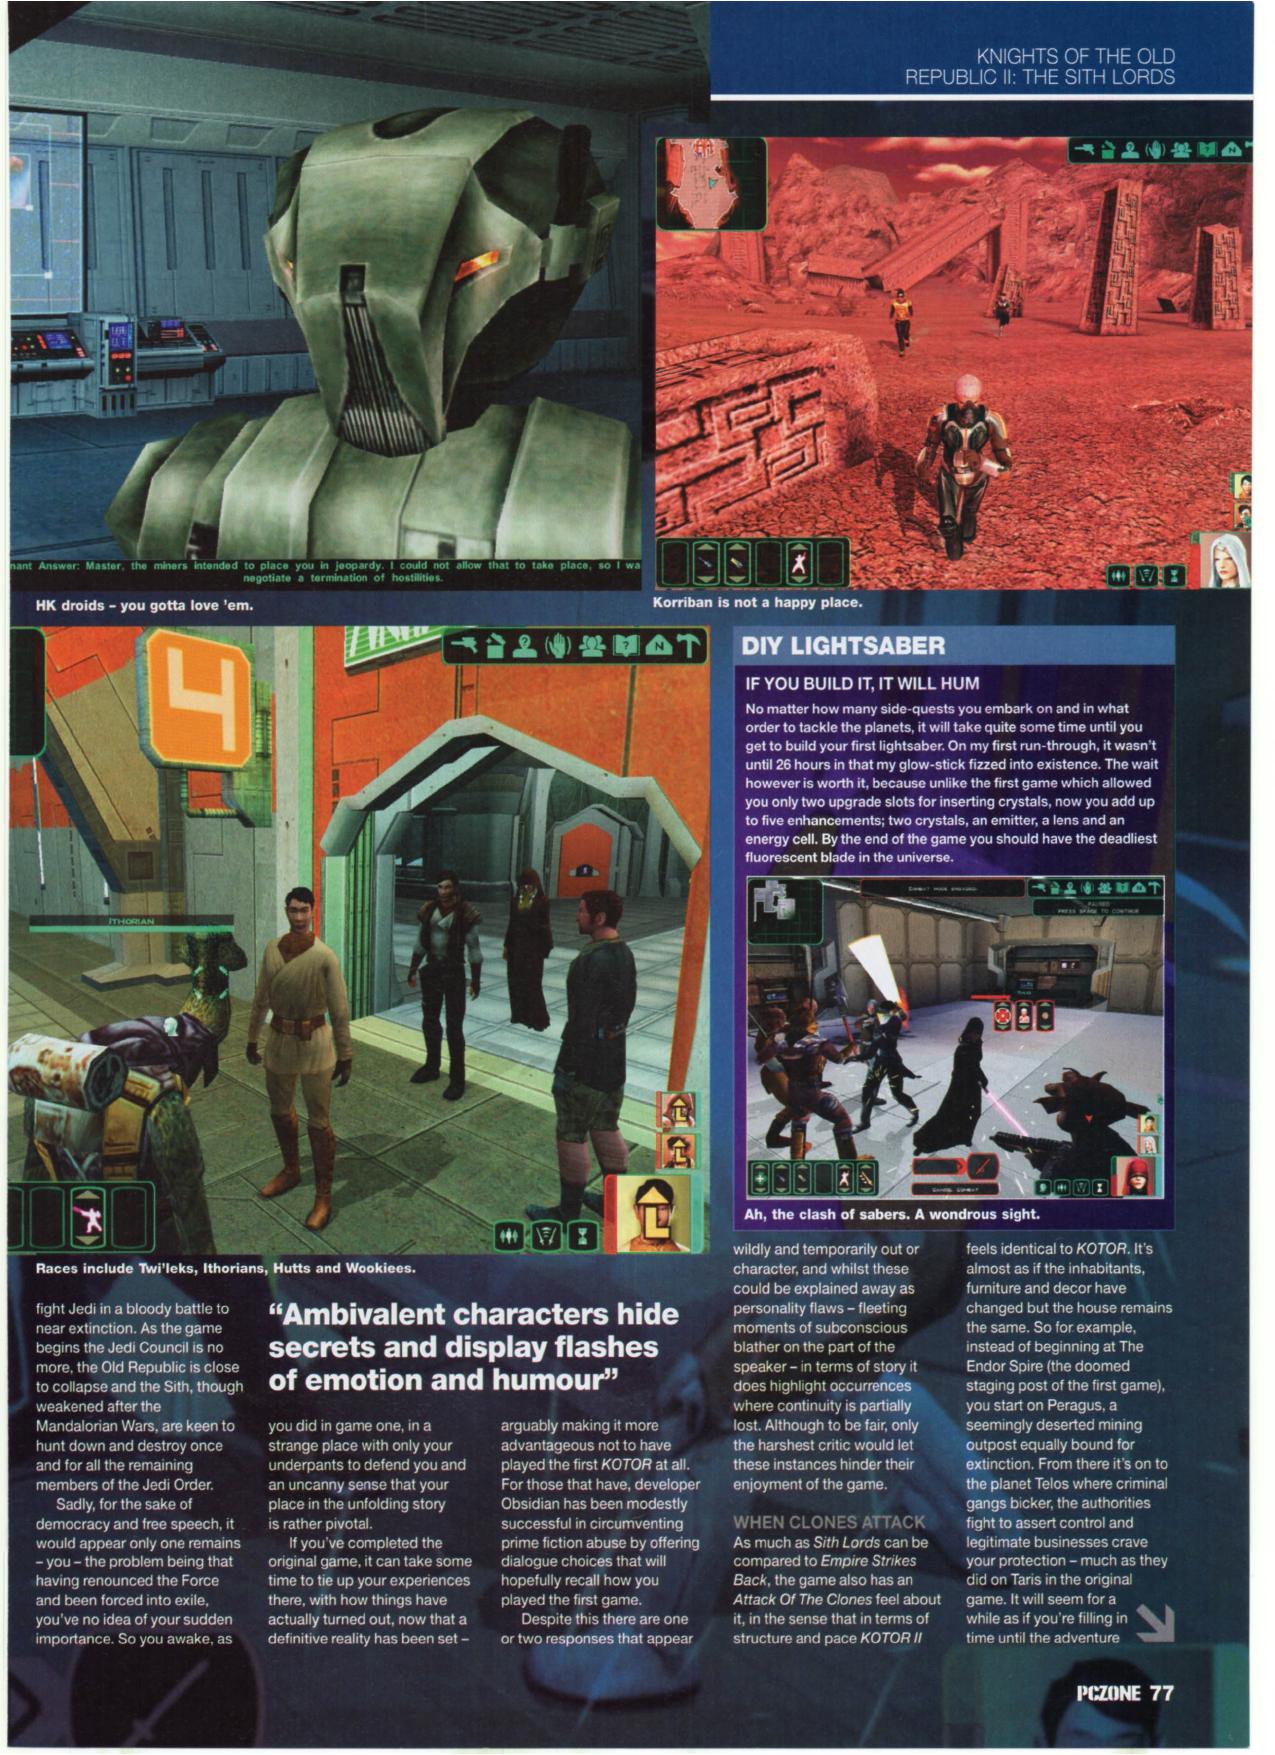 KNIGHTS OF THE OLD
REPUBLIC II: THE SITH LORDS
nant Answer: Master, the miners intended to place you in jeopardy. I could not allow that to take place, so I wa
negotiate a termination of hostilities.
HK droids – you gotta love 'em.
Korriban is not a happy place.
4
ITHORIAN
Races include Twi'leks, Ithorians, Hutts and Wookiees.
DIY LIGHTSABER
IF YOU BUILD IT, IT WILL HUM
No matter how many side-quests you embark on and in what
order to tackle the planets, it will take quite some time until you
get to build your first lightsaber. On my first run-through, it wasn't
until 26 hours in that my glow-stick fizzed into existence. The wait
however is worth it, because unlike the first game which allowed
you only two upgrade slots for inserting crystals, now you add up
to five enhancements; two crystals, an emitter, a lens and an
energy cell. By the end of the game you should have the deadliest
fluorescent blade in the universe.
COMBAT MODE ENGAGED.
PAUSED
PRESS SPACE TO CONTINUE
CANCEL COMBAT
Ah, the clash of sabers. A wondrous sight.
fight Jedi in a bloody battle to
near extinction. As the game
begins the Jedi Council is no
more, the Old Republic is close
to collapse and the Sith, though
weakened after the
Mandalorian Wars, are keen to
hunt down and destroy once
and for all the remaining
members of the Jedi Order.
Sadly, for the sake of
democracy and free speech, it
would appear only one remains
– you – the problem being that
having renounced the Force
and been forced into exile,
you've no idea of your sudden
importance. So you awake, as
"Ambivalent characters hide
secrets and display flashes
of emotion and humour"
you did in game one, in a
strange place with only your
underpants to defend you and
an uncanny sense that your
place in the unfolding story
is rather pivotal.
If you've completed the
original game, it can take some
time to tie up your experiences
there, with how things have
actually turned out, now that a
definitive reality has been set –
arguably making it more
advantageous not to have
played the first KOTOR at all.
For those that have, developer
Obsidian has been modestly
successful in circumventing
prime fiction abuse by offering
dialogue choices that will
hopefully recall how you
played the first game.
Despite this there are one
or two responses that appear
wildly and temporarily out or
character, and whilst these
could be explained away as
personality flaws – fleeting
moments of subconscious
blather on the part of the
speaker – in terms of story it
does highlight occurrences
where continuity is partially
lost. Although to be fair, only
the harshest critic would let
these instances hinder their
enjoyment of the game.
WHEN CLONES ATTACK
As much as Sith Lords can be
compared to Empire Strikes
Back, the game also has an
Attack Of The Clones feel about
it, in the sense that in terms of
structure and pace KOTOR II
feels identical to KOTOR. It's
almost as if the inhabitants,
furniture and decor have
changed but the house remains
the same. So for example,
instead of beginning at The
Endor Spire (the doomed
staging post of the first game),
you start on Peragus, a
seemingly deserted mining
outpost equally bound for
extinction. From there it's on to
the planet Telos where criminal
gangs bicker, the authorities
fight to assert control and
legitimate businesses crave
your protection – much as they
did on Taris in the original
game. It will seem for a
while as if you're filling in
time until the adventure
PCZONE 77